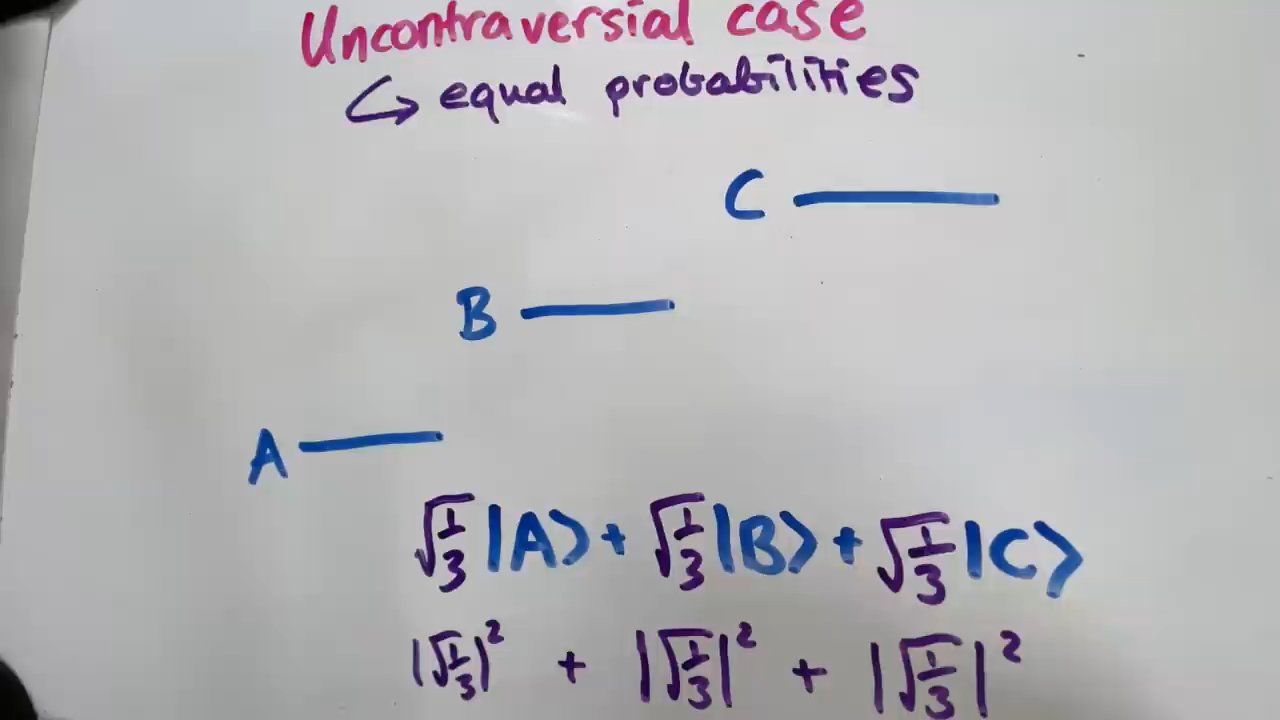 Uncontraversial case
↪ equal probabilities
C
B
A
√1/3 |A⟩ + √1/3 |B⟩ + √1/3 |C⟩
|√1/3|² + |√1/3|² + |√1/3|²